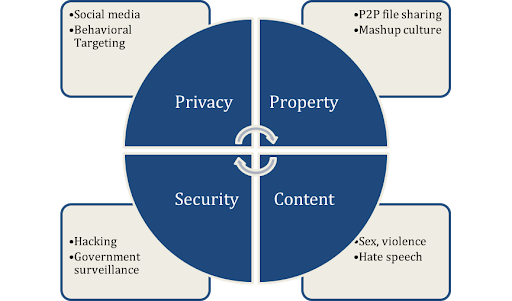 •Social media
•Behavioral
Targeting
•P2P file sharing
•Mashup culture
Privacy
Property
Security
Content
•Hacking
•Government
surveillance
•Sex, violence
•Hate speech